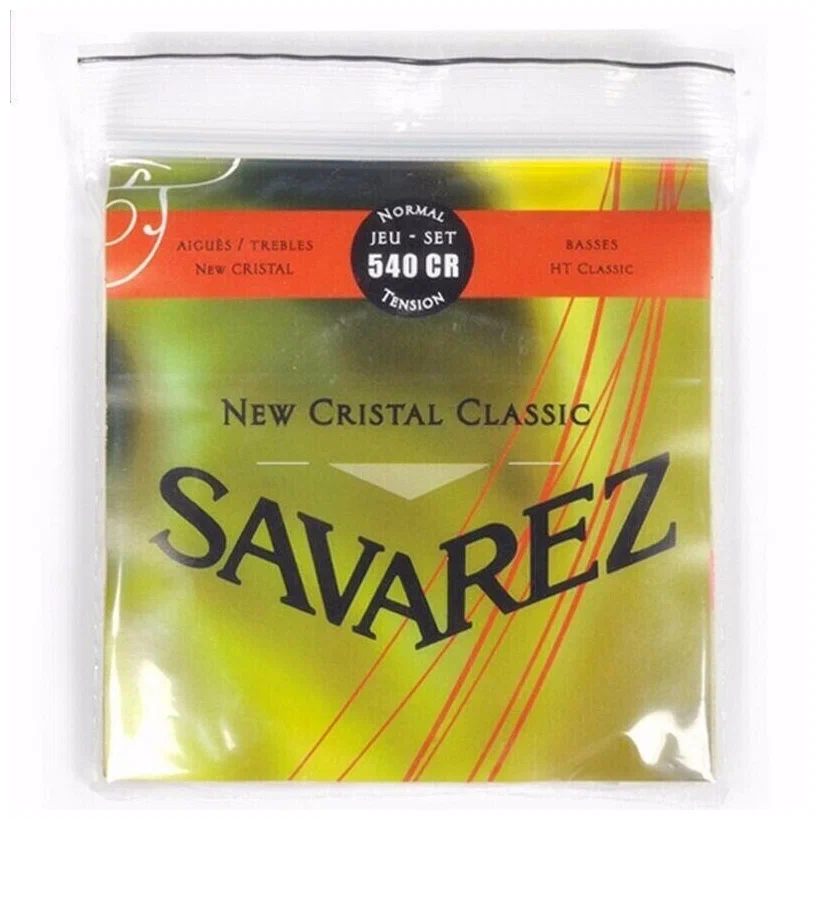 NORMAL
AIGUËS / TREBLES
JEU - SET
BASSES
NEW CRISTAL
540 CR
HT CLASSIC
TENSION
NEW CRISTAL CLASSIC
SAVAREZ